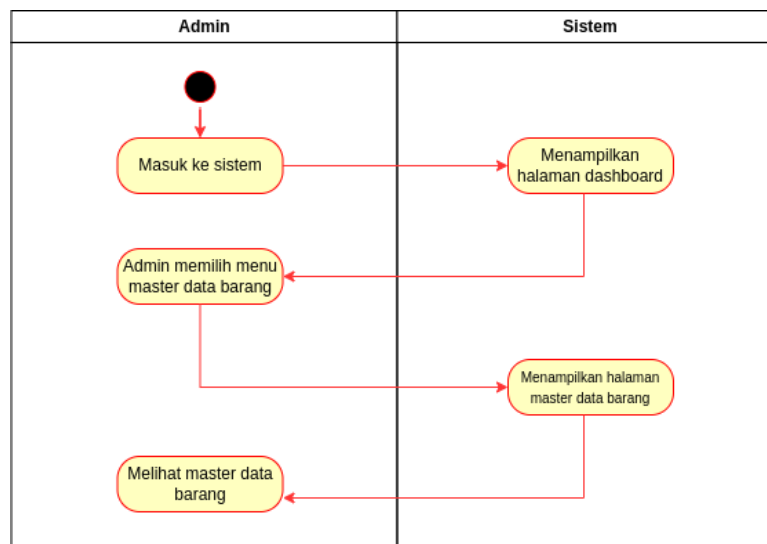 Admin
Sistem
Masuk ke sistem
Menampilkan
halaman dashboard
Admin memilih menu
master data barang
Menampilkan halaman
master data barang
Melihat master data
barang